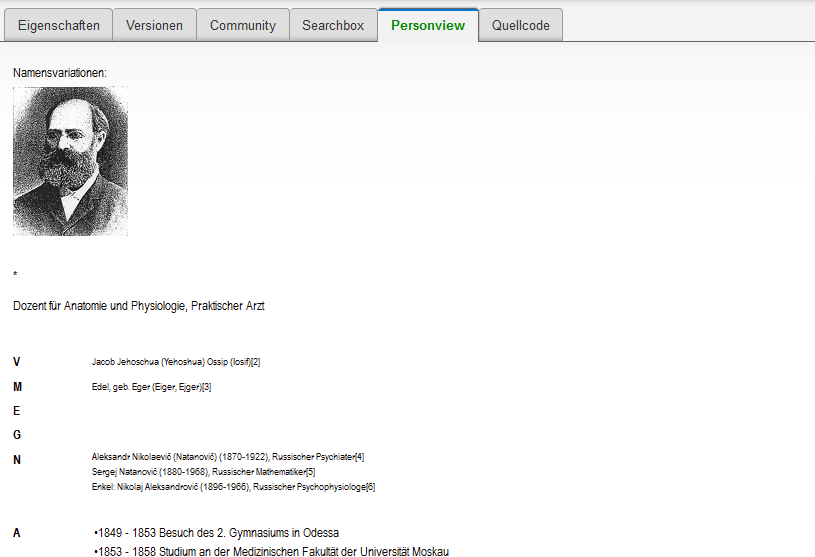 Eigenschaften Versionen Community Searchbox Personview Quellcode
Namensvariationen:
*
Dozent für Anatomie und Physiologie, Praktischer Arzt
V Jacob Jehoschua (Yehoshua) Ossip (Iosif)[2]
M Edel, geb. Eger (Eiger, Ejger)[3]
E
G
N Aleksandr Nikolaevič (Natanovič) (1870-1922), Russischer Psychiater[4]
Sergej Natanovič (1880-1968), Russischer Mathematiker[5]
Enkel: Nikolaj Aleksandrovič (1896-1966), Russischer Psychophysiologe[6]
A •1849 - 1853 Besuch des 2. Gymnasiums in Odessa
•1853 - 1858 Studium an der Medizinischen Fakultät der Universität Moskau